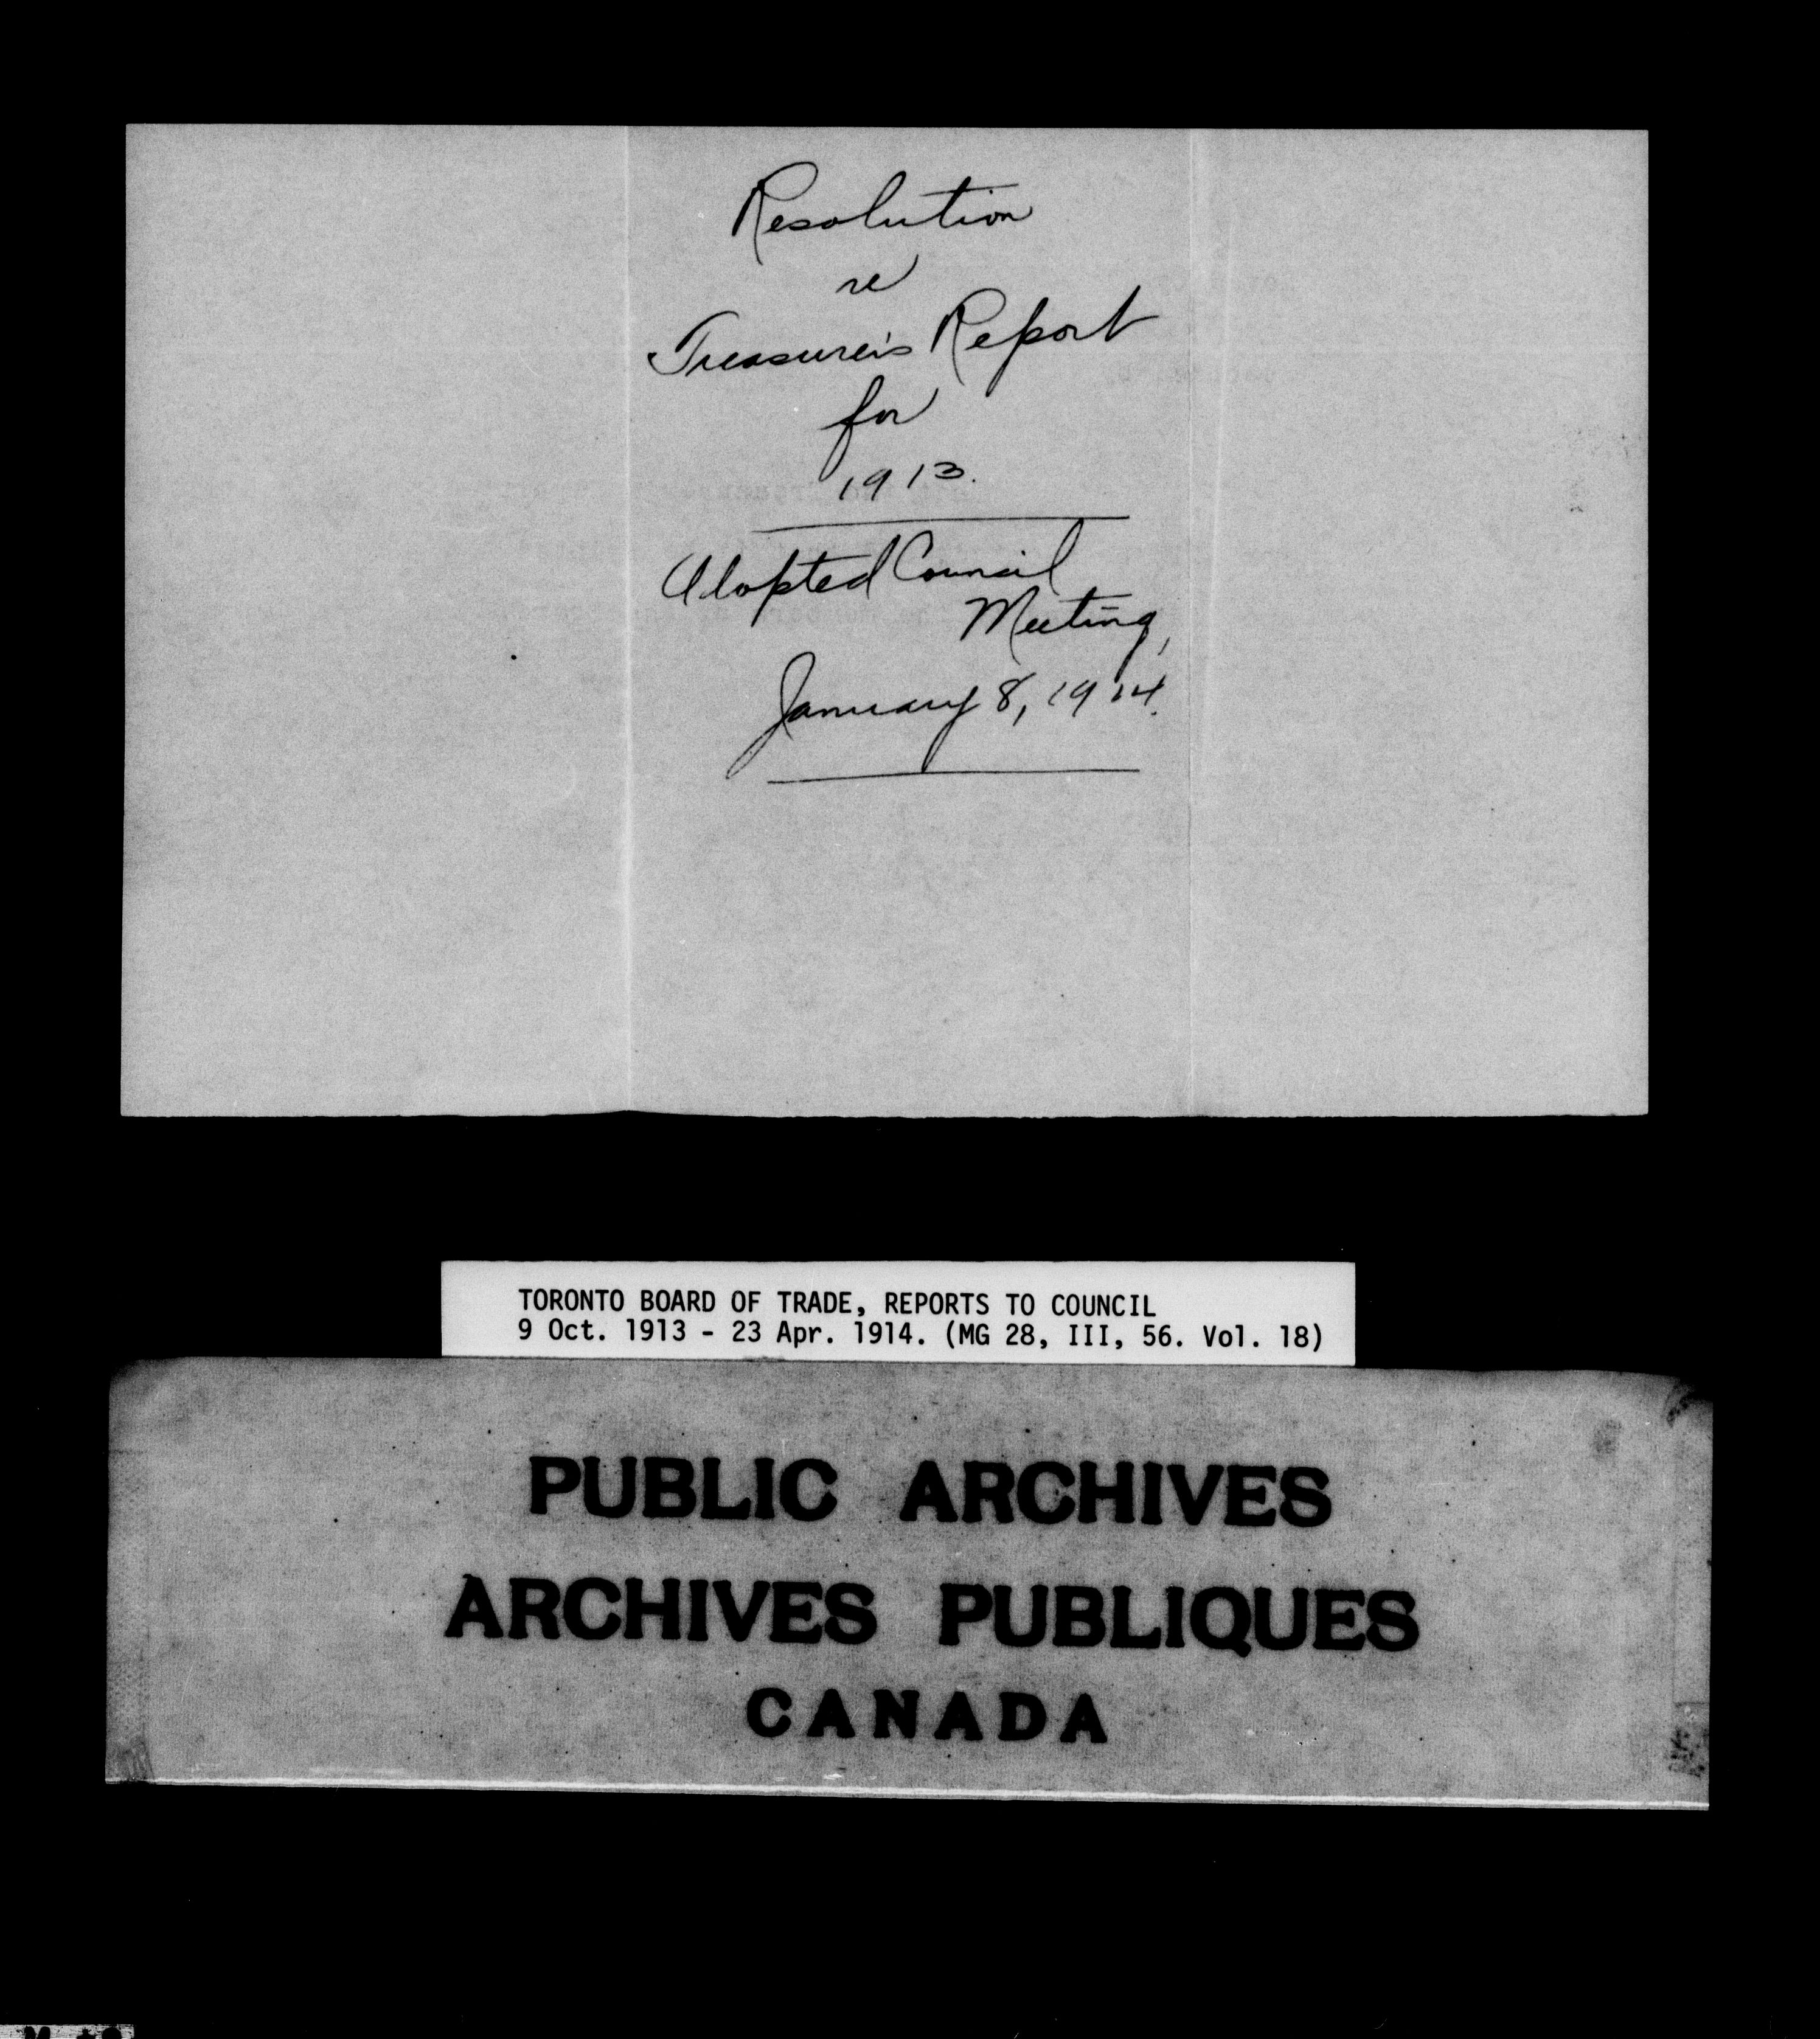 Resolution
re
Treasurer's Report
for
1913.
Adopted Council
Meeting,
January 8, 1914.
TORONTO BOARD OF TRADE, REPORTS TO COUNCIL
9 Oct. 1913 - 23 Apr. 1914. (MG 28, III, 56. Vol. 18)
PUBLIC ARCHIVES
ARCHIVES PUBLIQUES
CANADA